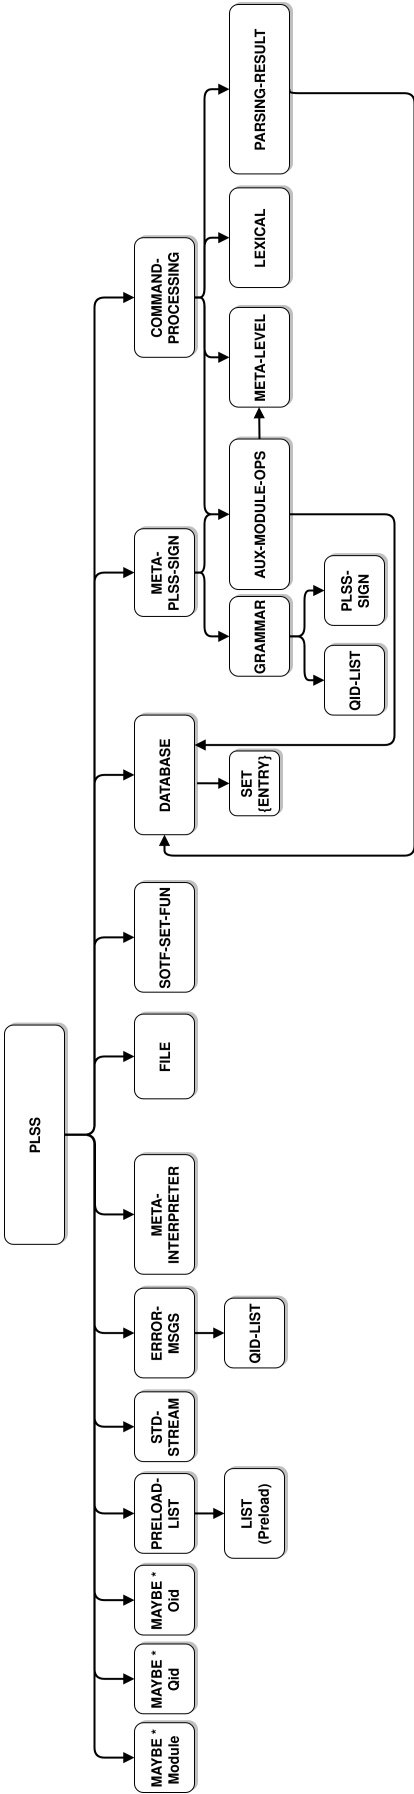 PLSS
MAYBE *
Module
MAYBE *
Qid
MAYBE *
Oid
PRELOAD-
LIST
STD-
STREAM
ERROR-
MSGS
META-
INTERPRETER
FILE
SOTF-SET-FUN
DATABASE
META-
PLSS-SIGN
COMMAND-
PROCESSING
LIST
(Preload)
QID-LIST
SET
{ENTRY}
GRAMMAR
AUX-MODULE-OPS
META-LEVEL
LEXICAL
PARSING-RESULT
QID-LIST
PLSS-
SIGN